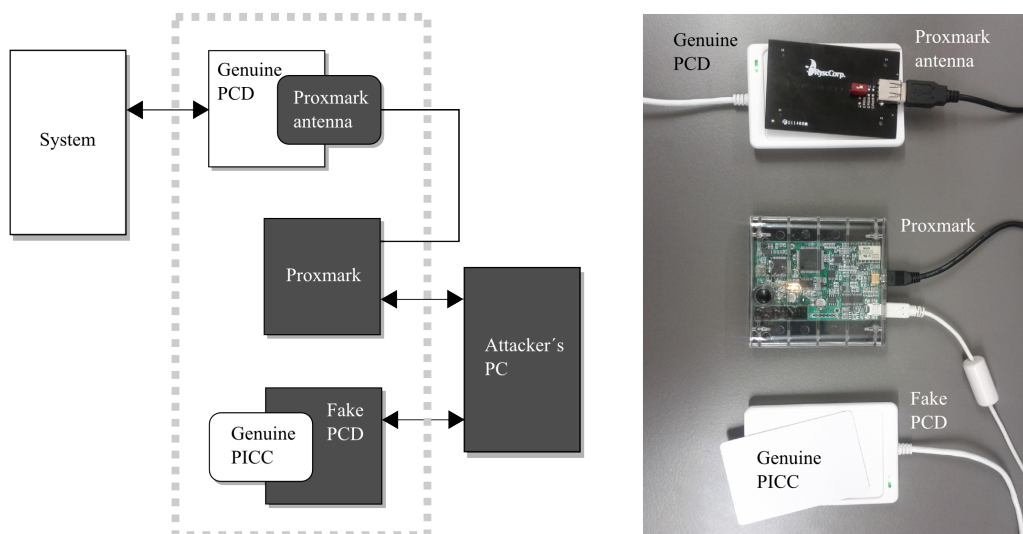 System
Genuine
PCD
Proxmark
antenna
Proxmark
Attacker´s
PC
Fake
PCD
Genuine
PICC
Genuine
PCD
Proxmark
antenna
RyscCorp.
Proxmark
Fake
PCD
Genuine
PICC